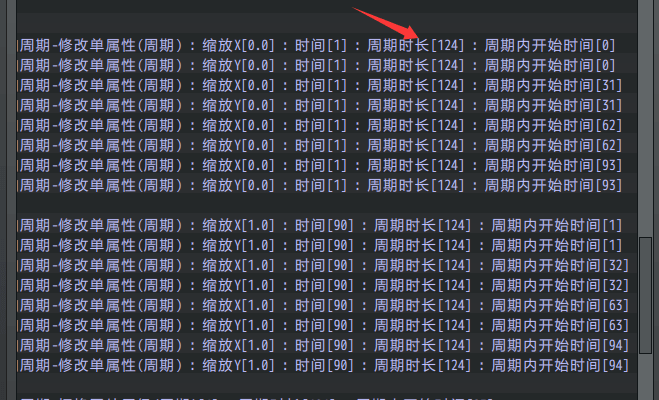 周期-修改单属性(周期) : 缩放X[0.0] : 时间[1] : 周期时长[124] : 周期内开始时间[0]
周期-修改单属性(周期) : 缩放Y[0.0] : 时间[1] : 周期时长[124] : 周期内开始时间[0]
周期-修改单属性(周期) : 缩放X[0.0] : 时间[1] : 周期时长[124] : 周期内开始时间[31]
周期-修改单属性(周期) : 缩放Y[0.0] : 时间[1] : 周期时长[124] : 周期内开始时间[31]
周期-修改单属性(周期) : 缩放X[0.0] : 时间[1] : 周期时长[124] : 周期内开始时间[62]
周期-修改单属性(周期) : 缩放Y[0.0] : 时间[1] : 周期时长[124] : 周期内开始时间[62]
周期-修改单属性(周期) : 缩放X[0.0] : 时间[1] : 周期时长[124] : 周期内开始时间[93]
周期-修改单属性(周期) : 缩放Y[0.0] : 时间[1] : 周期时长[124] : 周期内开始时间[93]
周期-修改单属性(周期) : 缩放X[1.0] : 时间[90] : 周期时长[124] : 周期内开始时间[1]
周期-修改单属性(周期) : 缩放Y[1.0] : 时间[90] : 周期时长[124] : 周期内开始时间[1]
周期-修改单属性(周期) : 缩放X[1.0] : 时间[90] : 周期时长[124] : 周期内开始时间[32]
周期-修改单属性(周期) : 缩放Y[1.0] : 时间[90] : 周期时长[124] : 周期内开始时间[32]
周期-修改单属性(周期) : 缩放X[1.0] : 时间[90] : 周期时长[124] : 周期内开始时间[63]
周期-修改单属性(周期) : 缩放Y[1.0] : 时间[90] : 周期时长[124] : 周期内开始时间[63]
周期-修改单属性(周期) : 缩放X[1.0] : 时间[90] : 周期时长[124] : 周期内开始时间[94]
周期-修改单属性(周期) : 缩放Y[1.0] : 时间[90] : 周期时长[124] : 周期内开始时间[94]